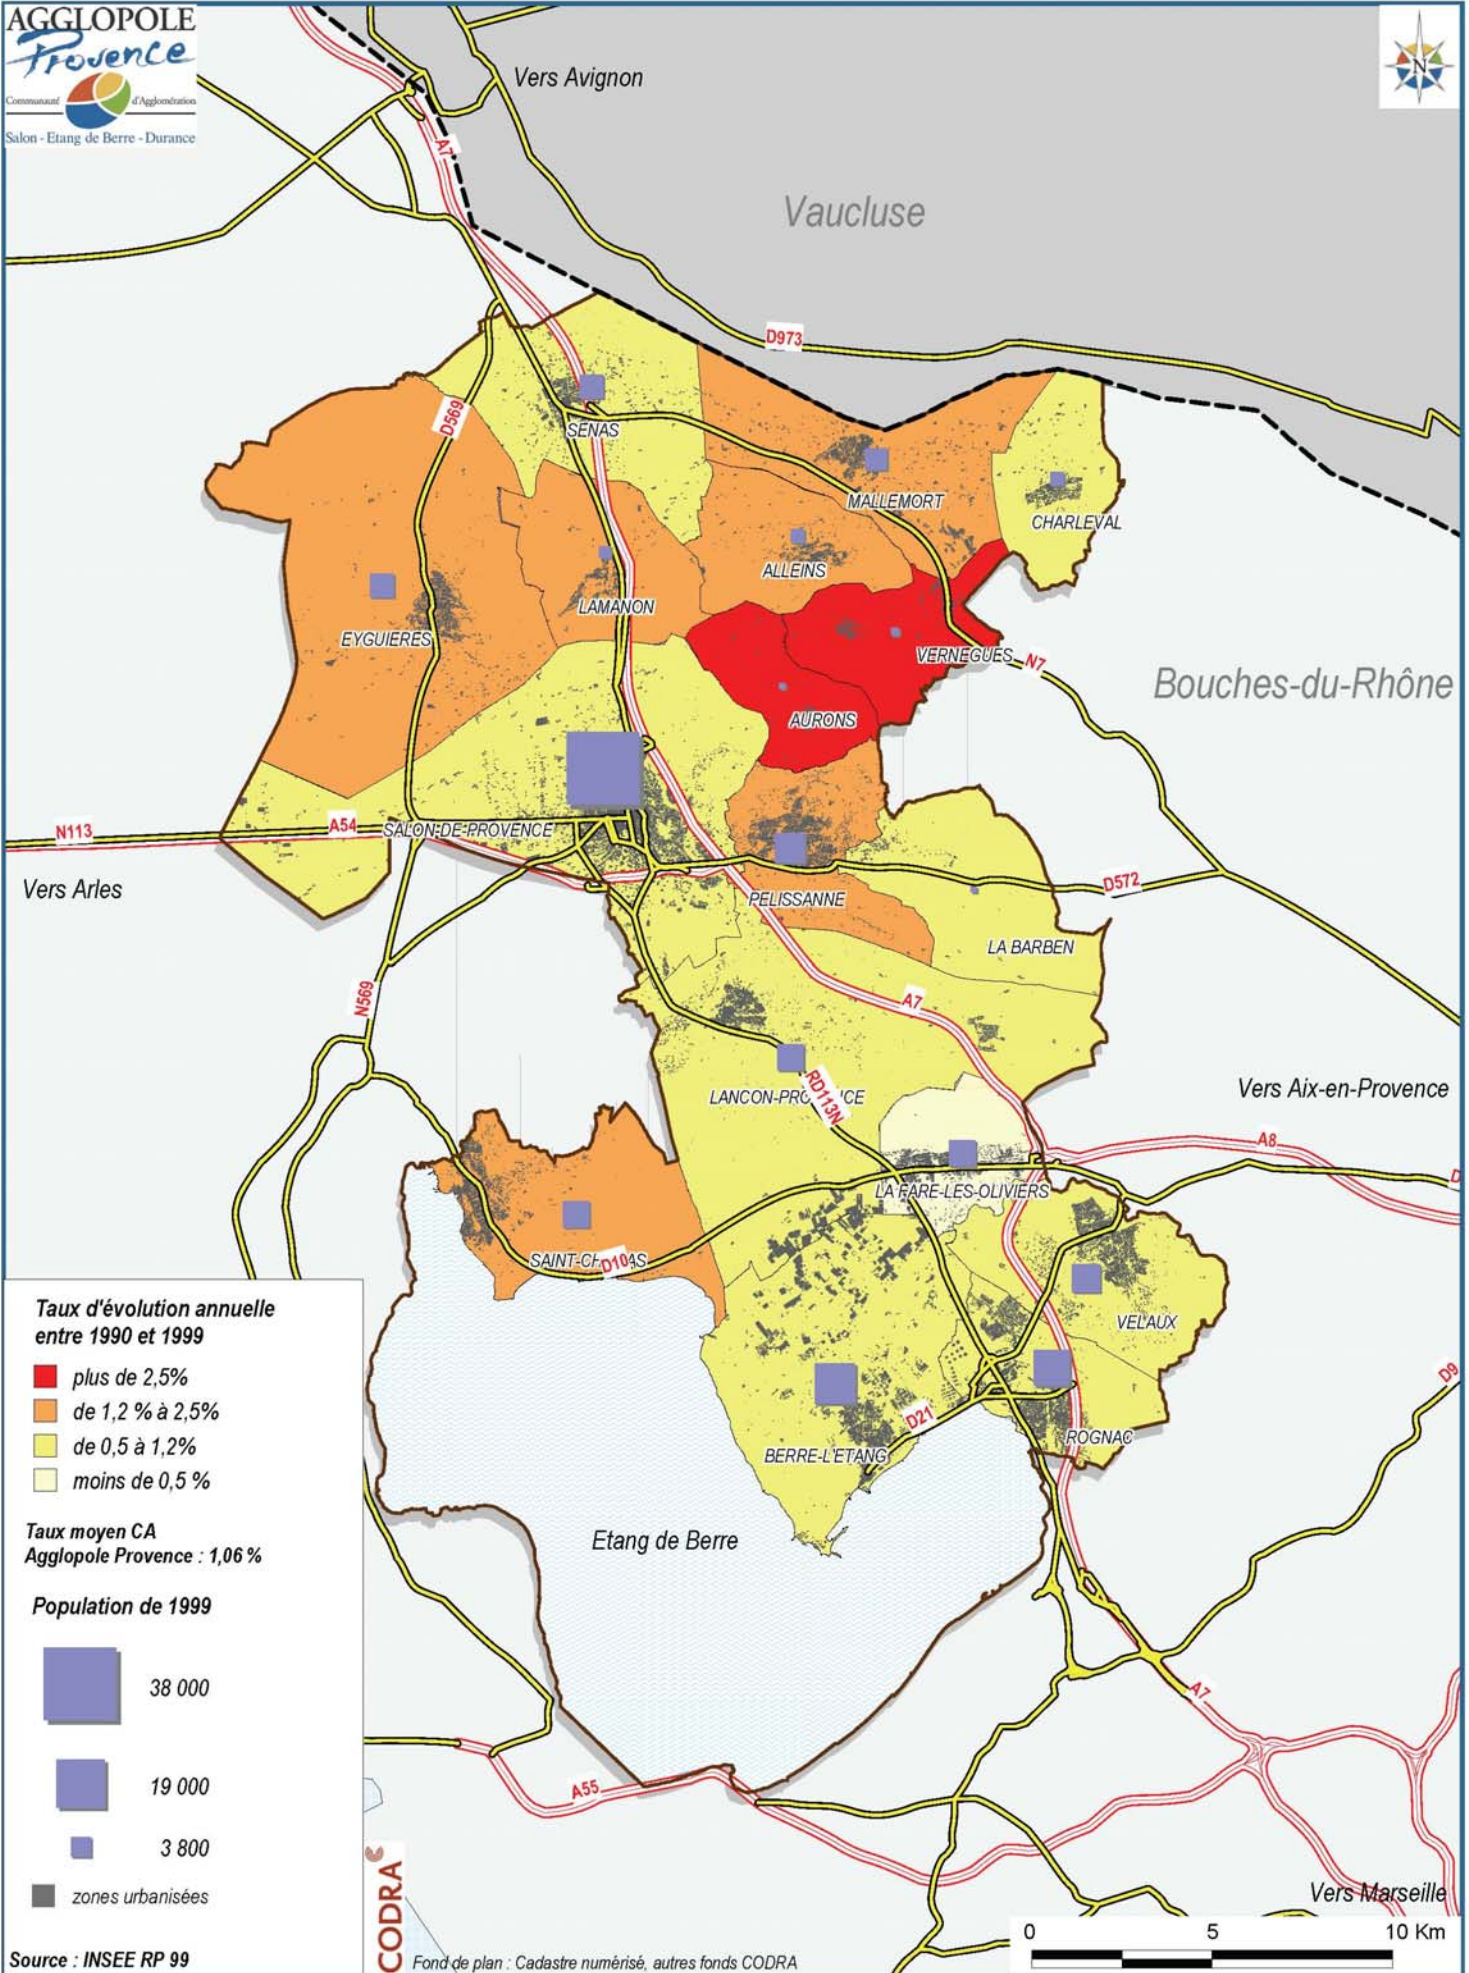 AGGLOPOLE
Provence
Communauté d'Agglomération
Salon - Etang de Berre - Durance
N
Vers Avignon
A7
Vaucluse
D973
D569
SENAS
MALLEMORT
CHARLEVAL
ALLEINS
LAMANON
EYGUIERES
VERNEGUES
N7
Bouches-du-Rhône
AURONS
N113
A54
SALON-DE-PROVENCE
Vers Arles
D572
PELISSANNE
LA BARBEN
N569
A7
Vers Aix-en-Provence
LANCON-PRO CE
RD113N
A8
D
LA FARE-LES-OLIVIERS
SAINT-CH AS
D10
VELAUX
D9
D21
BERRE-L'ETANG
ROGNAC
Etang de Berre
A7
A55
Vers Marseille
Taux d'évolution annuelle
entre 1990 et 1999
plus de 2,5%
de 1,2 % à 2,5%
de 0,5 à 1,2%
moins de 0,5 %
Taux moyen CA
Agglopole Provence : 1,06 %
Population de 1999
38 000
19 000
3 800
zones urbanisées
Source : INSEE RP 99
CODRA
Fond de plan : Cadastre numérisé, autres fonds CODRA
0 5 10 Km